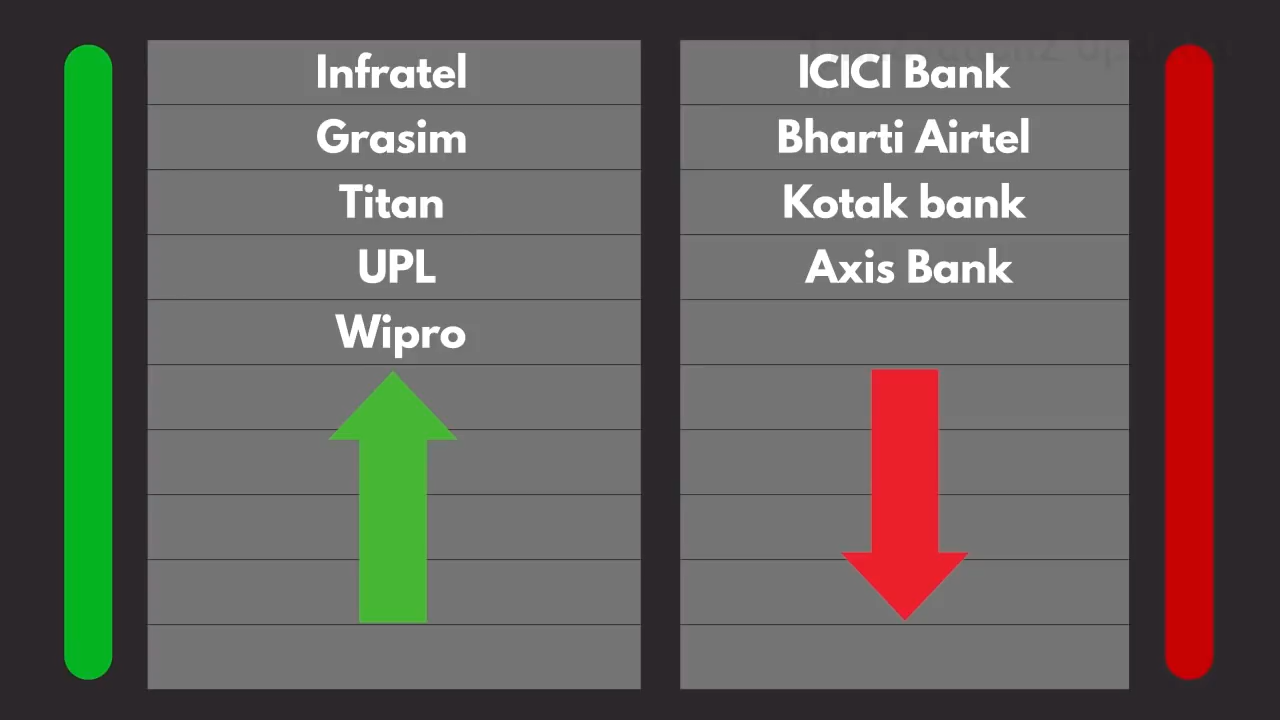 Infratel
Grasim
Titan
UPL
Wipro
ICICI Bank
Bharti Airtel
Kotak bank
Axis Bank